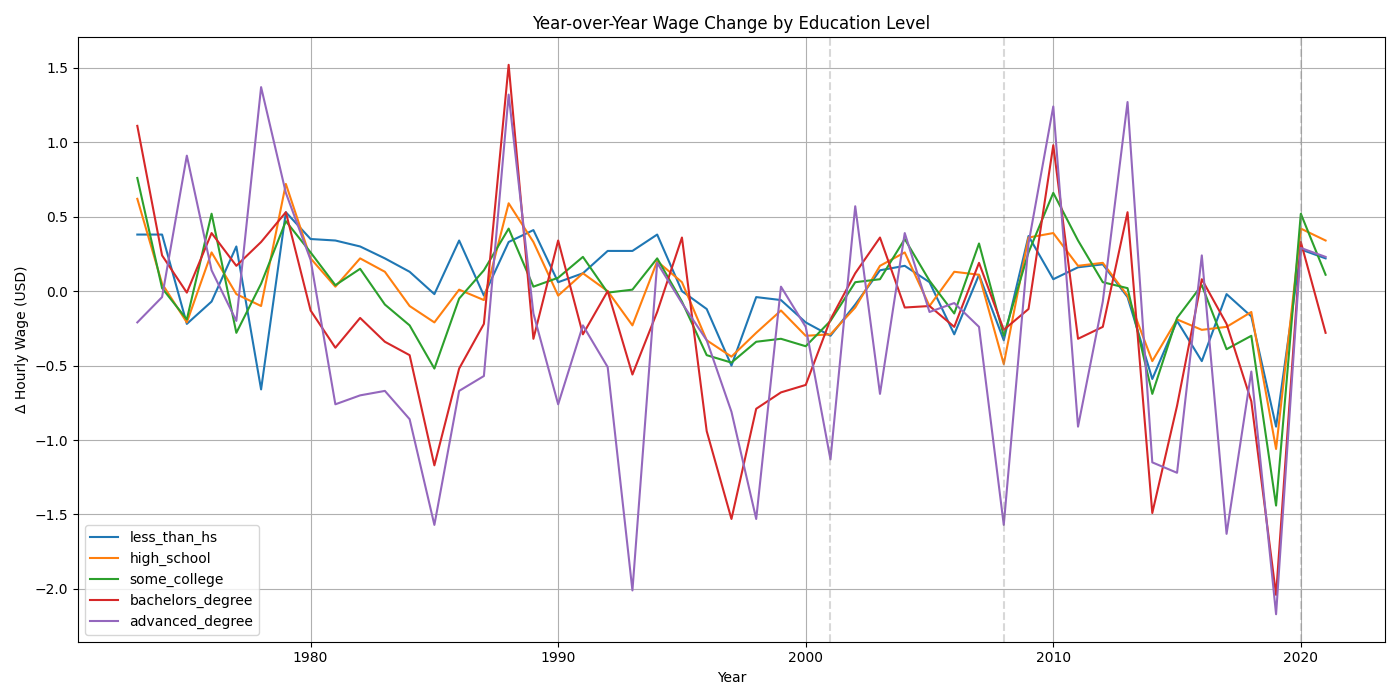 Year-over-Year Wage Change by Education Level
Δ Hourly Wage (USD)
1.5
1.0
0.5
0.0
−0.5
−1.0
−1.5
−2.0
less_than_hs
high_school
some_college
bachelors_degree
advanced_degree
1980 1990 2000 2010 2020
Year